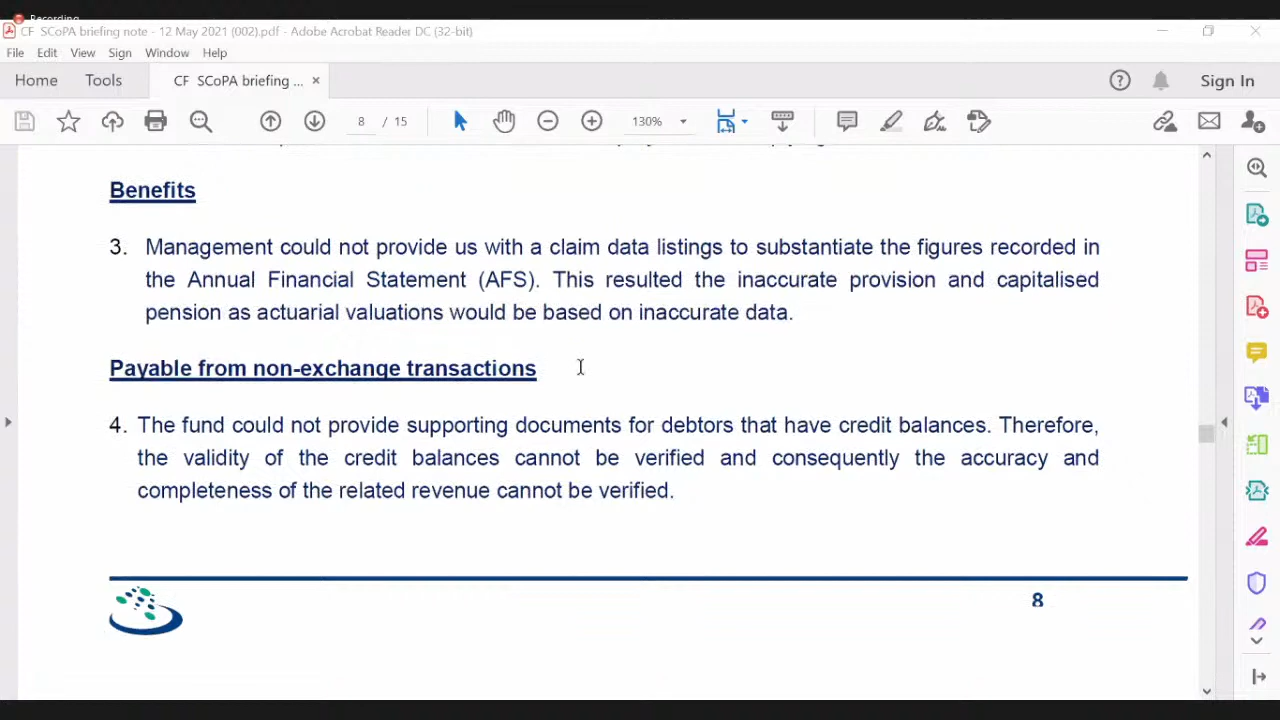 Recording
CF SCoPA briefing note - 12 May 2021 (002).pdf - Adobe Acrobat Reader DC (32-bit)
File Edit View Sign Window Help
Home Tools CF SCoPA briefing ... × Sign In
8 / 15 130%
Benefits
3. Management could not provide us with a claim data listings to substantiate the figures recorded in
the Annual Financial Statement (AFS). This resulted the inaccurate provision and capitalised
pension as actuarial valuations would be based on inaccurate data.
Payable from non-exchange transactions
4. The fund could not provide supporting documents for debtors that have credit balances. Therefore,
the validity of the credit balances cannot be verified and consequently the accuracy and
completeness of the related revenue cannot be verified.
8